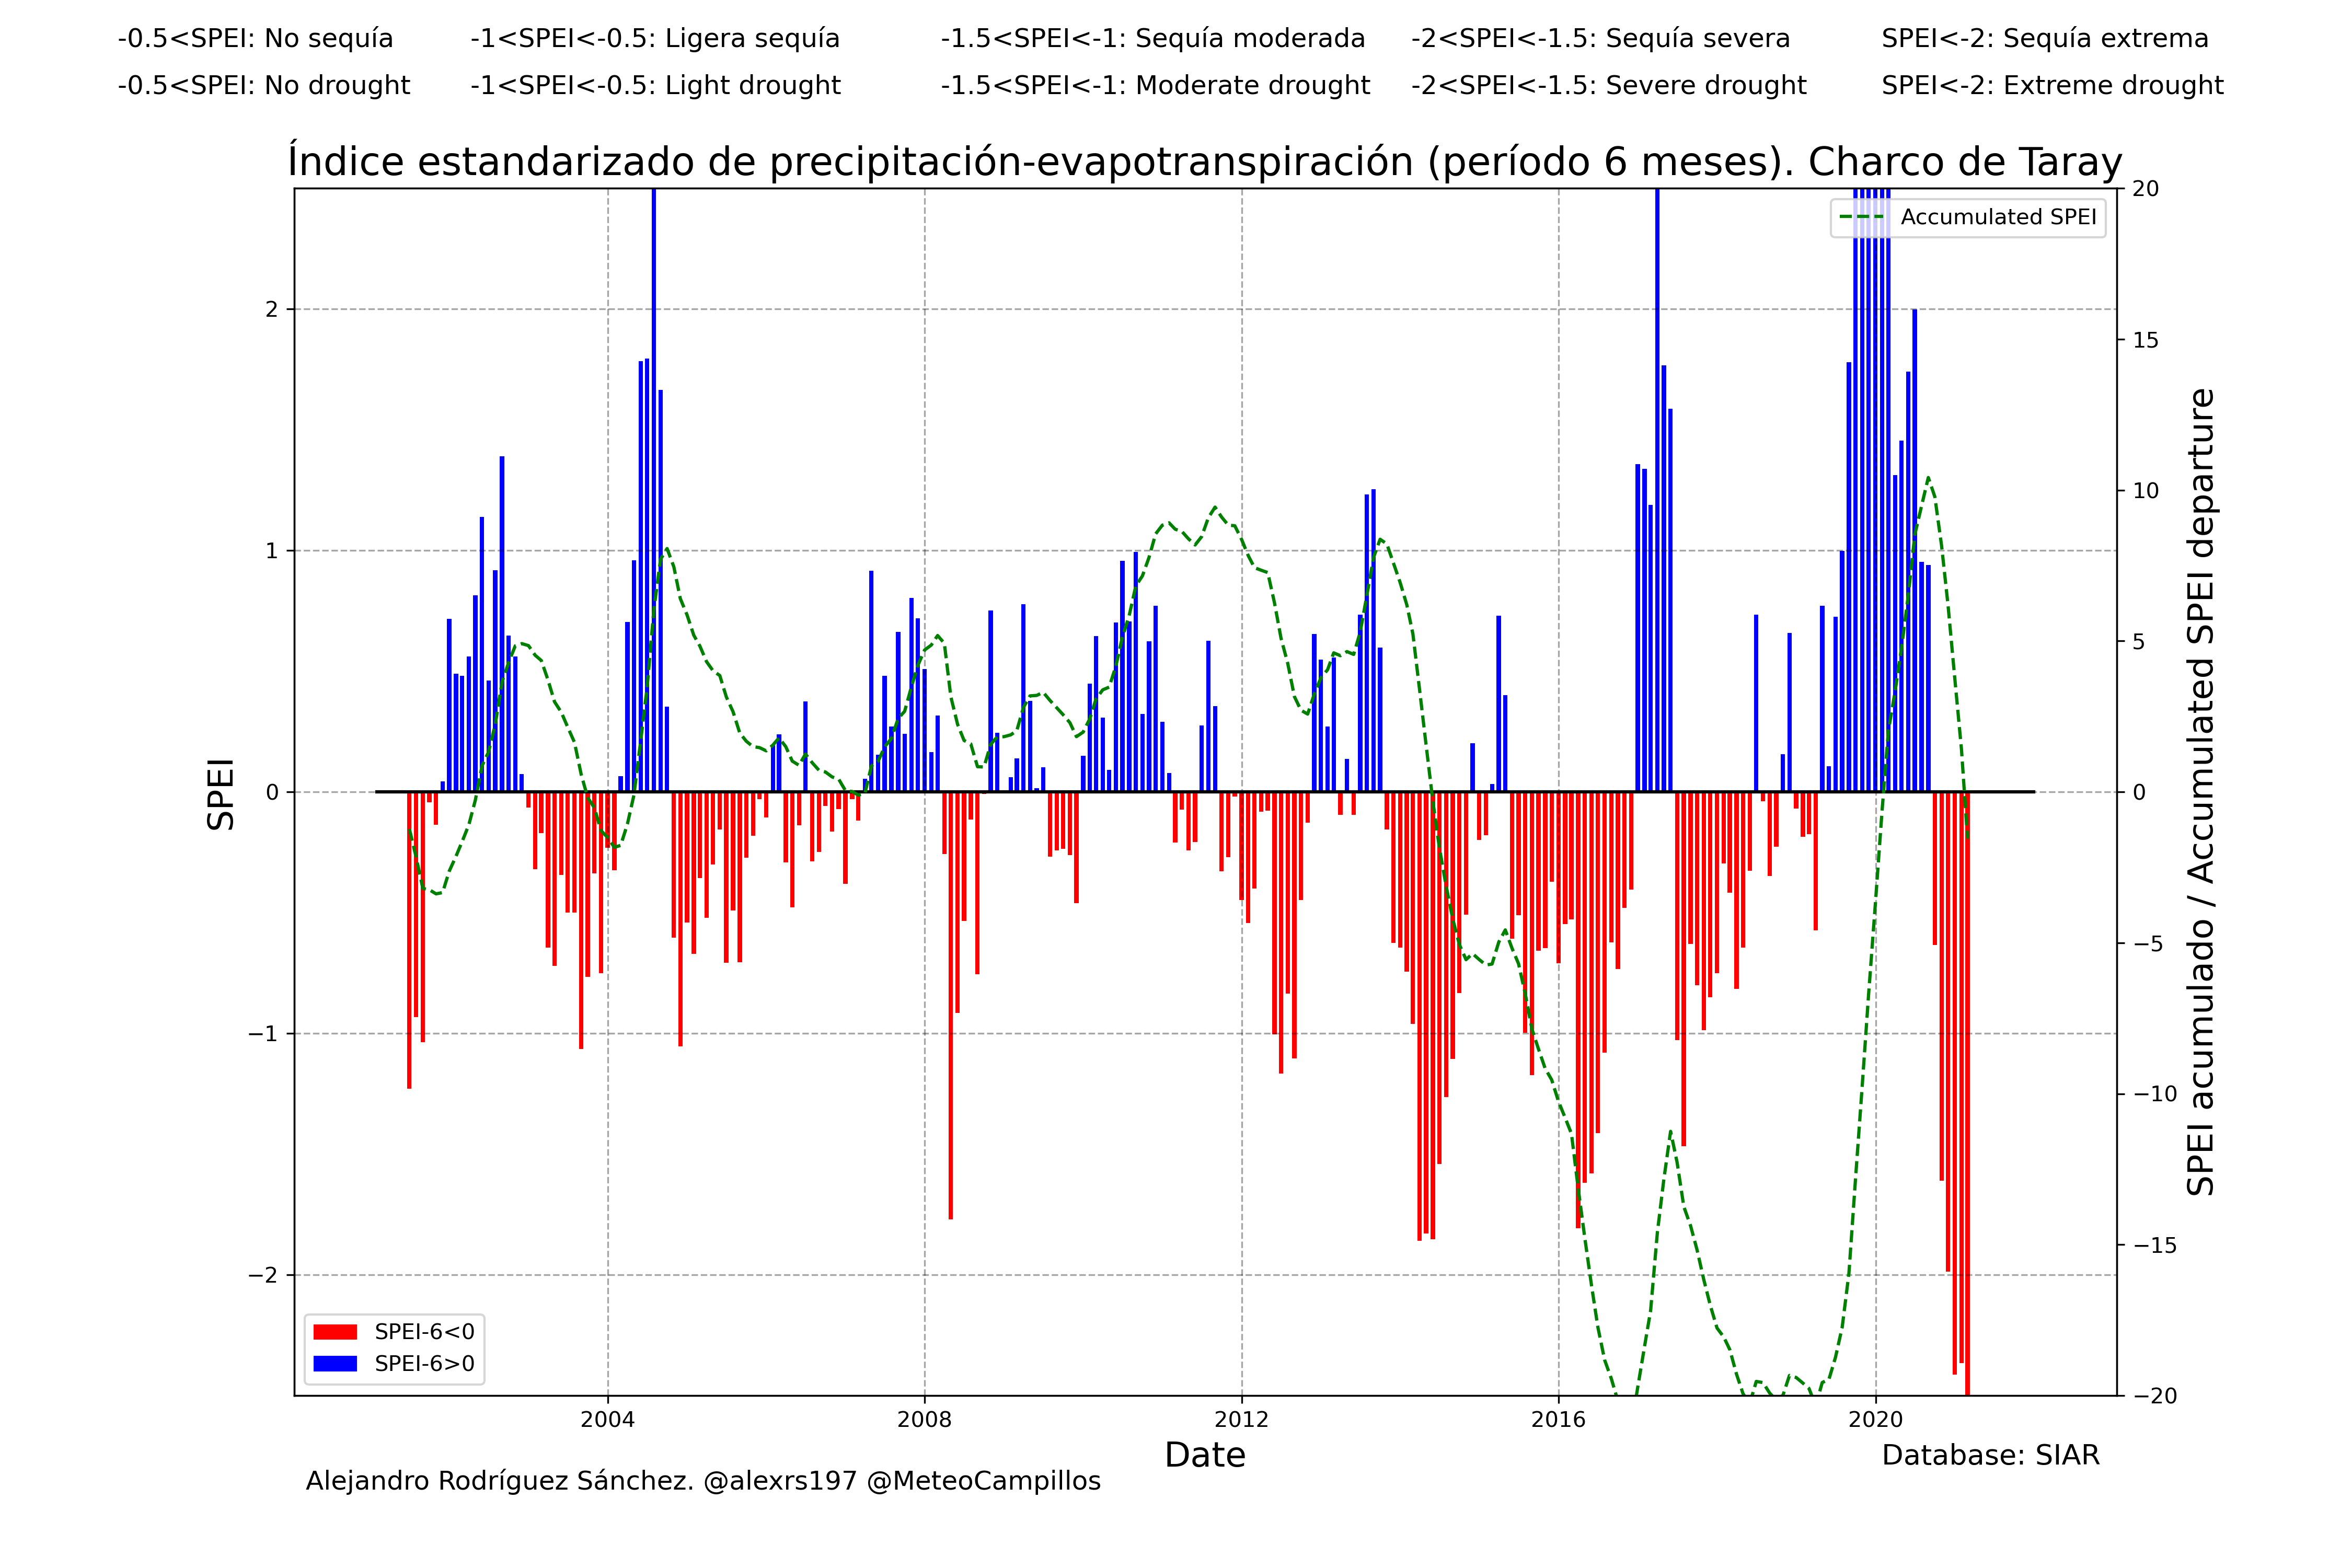 -0.5<SPEI: No sequía -1<SPEI<-0.5: Ligera sequía -1.5<SPEI<-1: Sequía moderada -2<SPEI<-1.5: Sequía severa SPEI<-2: Sequía extrema
-0.5<SPEI: No drought -1<SPEI<-0.5: Light drought -1.5<SPEI<-1: Moderate drought -2<SPEI<-1.5: Severe drought SPEI<-2: Extreme drought
Índice estandarizado de precipitación-evapotranspiración (período 6 meses). Charco de Taray
Accumulated SPEI
2
1
0
−1
−2
SPEI
20
15
10
5
0
−5
−10
−15
−20
SPEI acumulado / Accumulated SPEI departure
SPEI-6<0
SPEI-6>0
2004 2008 2012 2016 2020
Date
Database: SIAR
Alejandro Rodríguez Sánchez. @alexrs197 @MeteoCampillos